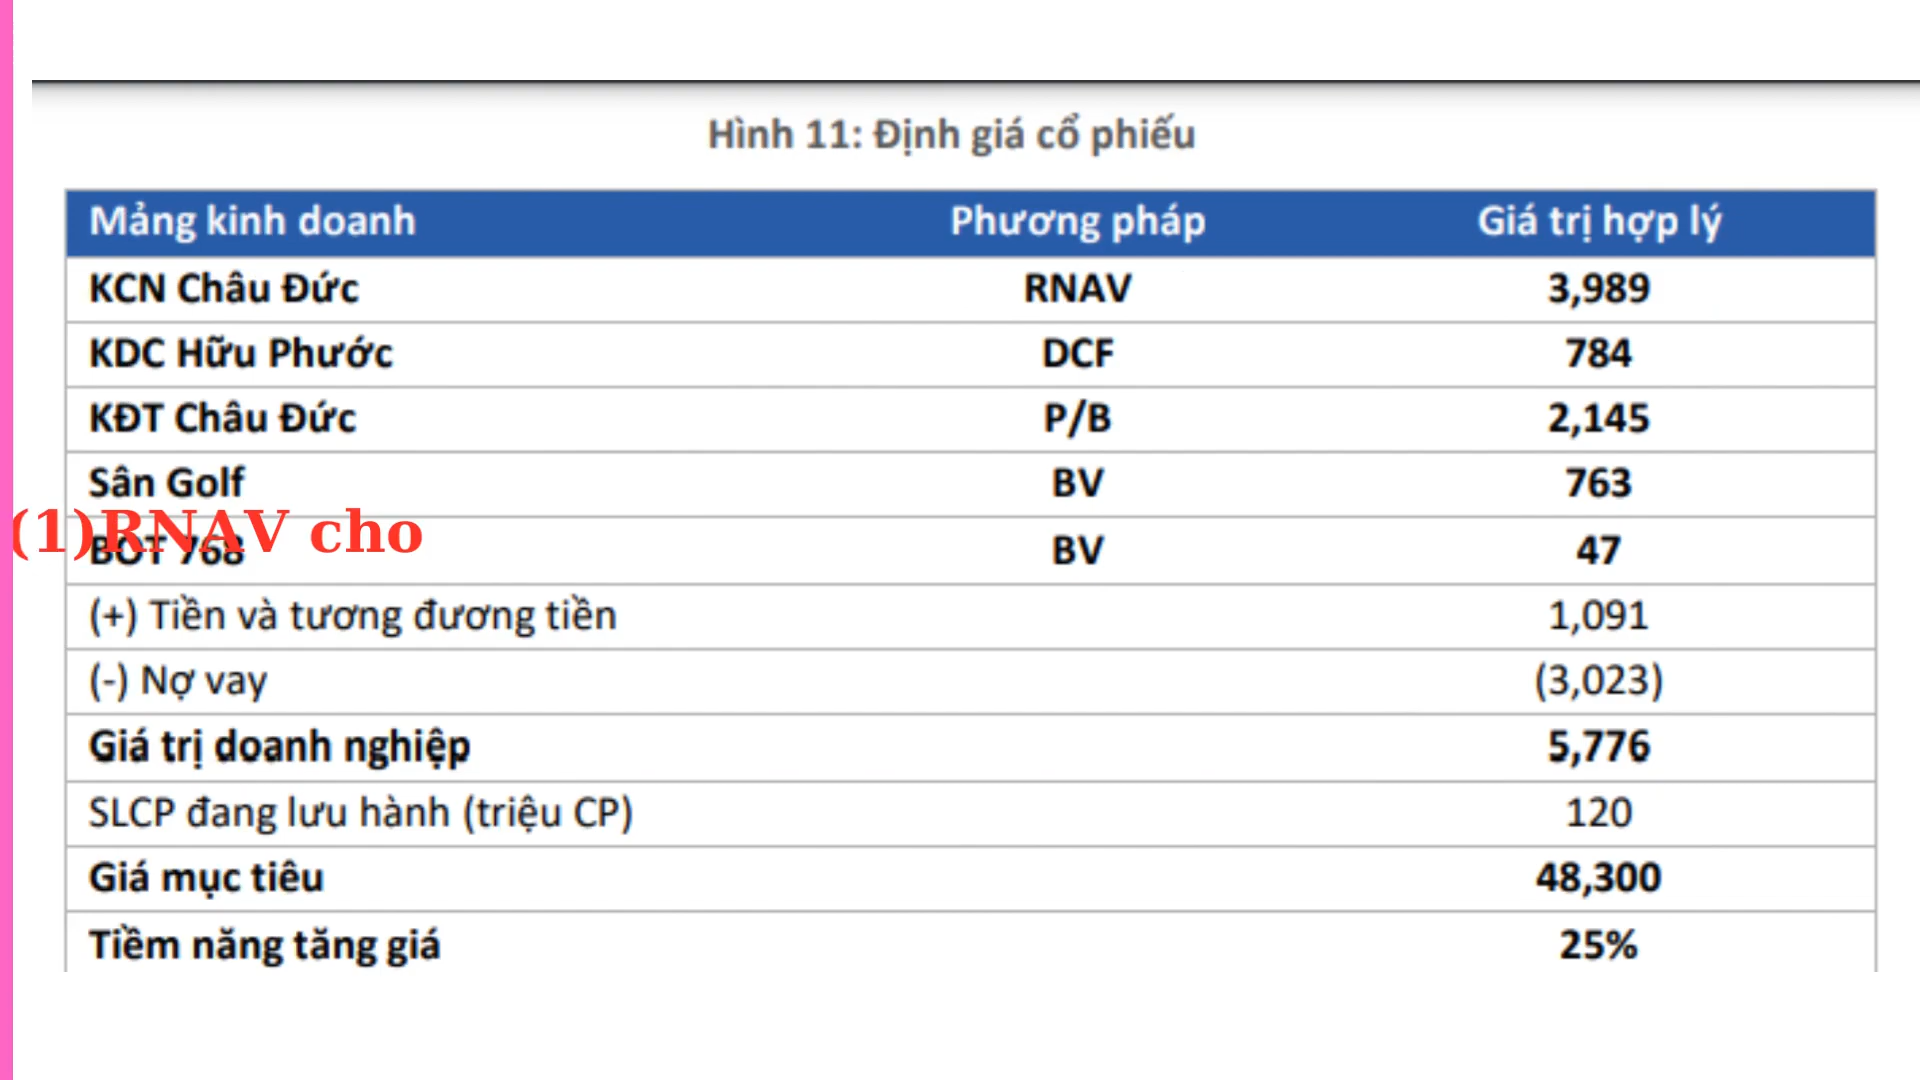 Hình 11: Định giá cổ phiếu
Mảng kinh doanh Phương pháp Giá trị hợp lý
KCN Châu Đức RNAV 3,989
KDC Hữu Phước DCF 784
KĐT Châu Đức P/B 2,145
Sân Golf BV 763
(1)RNAV cho
BOT 768 BV 47
(+) Tiền và tương đương tiền 1,091
(-) Nợ vay (3,023)
Giá trị doanh nghiệp 5,776
SLCP đang lưu hành (triệu CP) 120
Giá mục tiêu 48,300
Tiềm năng tăng giá 25%